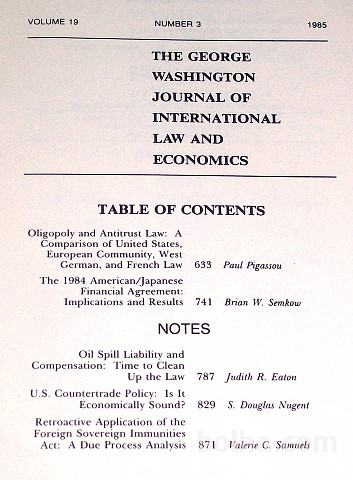 VOLUME 19 NUMBER 3 1985
THE GEORGE
WASHINGTON
JOURNAL OF
INTERNATIONAL
LAW AND
ECONOMICS
TABLE OF CONTENTS
Oligopoly and Antitrust Law: A
Comparison of United States,
European Community, West
German, and French Law 633 Paul Pigassou
The 1984 American/Japanese
Financial Agreement:
Implications and Results 741 Brian W. Semkow
NOTES
Oil Spill Liability and
Compensation: Time to Clean
Up the Law 787 Judith R. Eaton
U.S. Countertrade Policy: Is It
Economically Sound? 829 S. Douglas Nugent
Retroactive Application of the
Foreign Sovereign Immunities
Act: A Due Process Analysis 871 Valerie C. Samuels